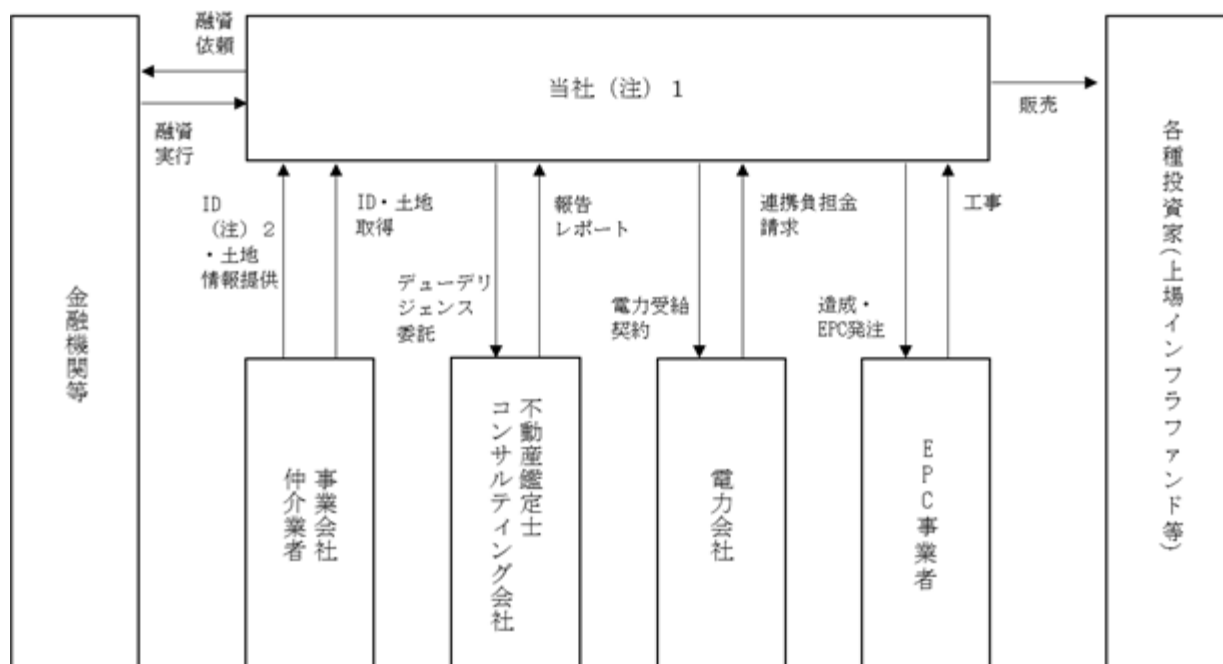 融資
依頼
当社（注）１
販売
融資
実行
ID
（注）２
・土地
情報提供
ID・土地
取得
報告
レポート
連携負担金
請求
工事
デューデリ
ジェンス
委託
電力受給
契約
造成・
EPC発注
金融機関等
事業会社
仲介業者
不動産鑑定士
コンサルティング会社
電力会社
EPC事業者
各種投資家(上場インフラファンド等)